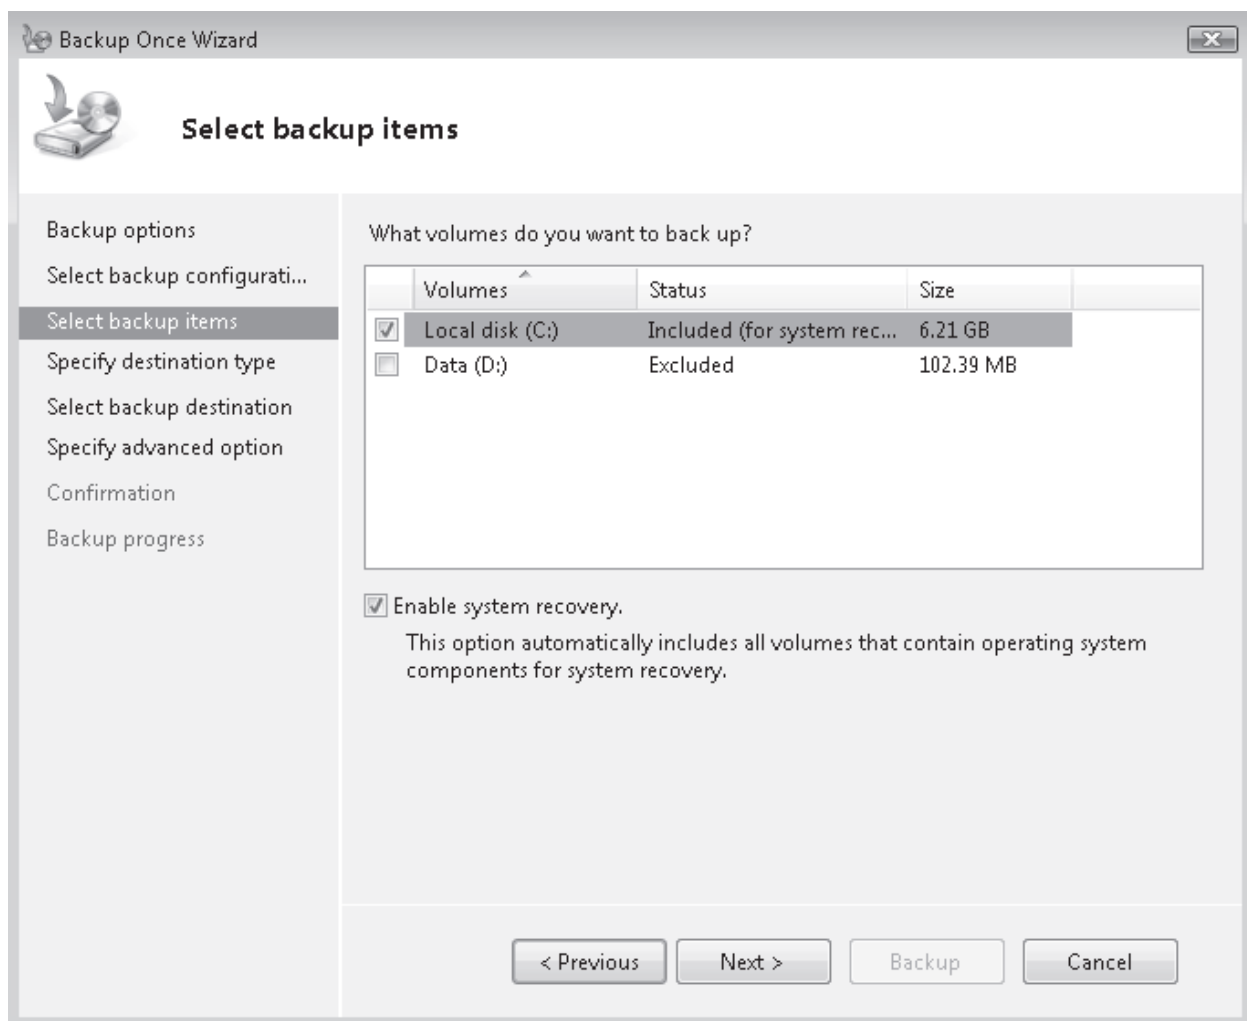 Backup Once Wizard
Select backup items
Backup options
Select backup configurati...
Select backup items
Specify destination type
Select backup destination
Specify advanced option
Confirmation
Backup progress
What volumes do you want to back up?
Volumes Status Size
Local disk (C:) Included (for system rec... 6.21 GB
Data (D:) Excluded 102.39 MB
Enable system recovery.
This option automatically includes all volumes that contain operating system
components for system recovery.
< Previous Next > Backup Cancel